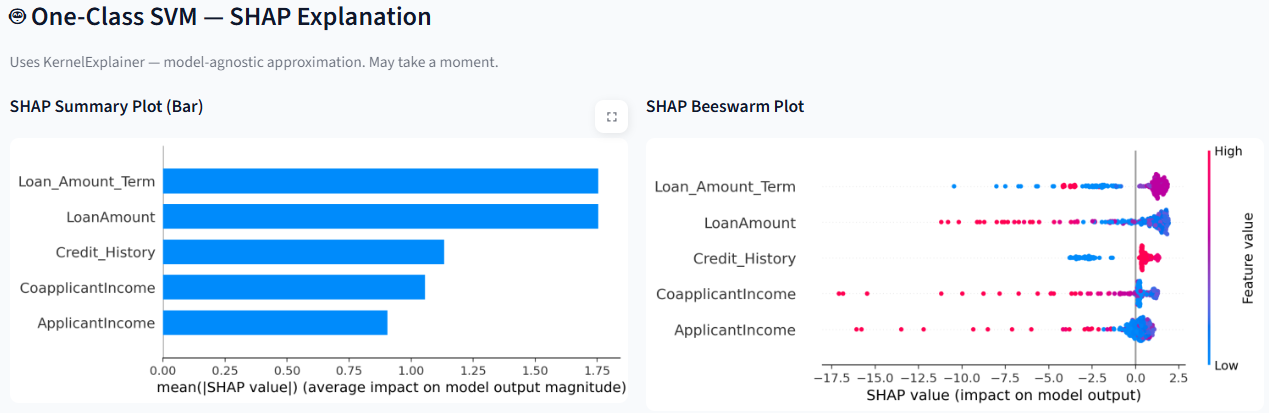 🤓 One-Class SVM — SHAP Explanation
Uses KernelExplainer — model-agnostic approximation. May take a moment.
SHAP Summary Plot (Bar)
Loan_Amount_Term
LoanAmount
Credit_History
CoapplicantIncome
ApplicantIncome
0.00 0.25 0.50 0.75 1.00 1.25 1.50 1.75
mean(|SHAP value|) (average impact on model output magnitude)
SHAP Beeswarm Plot
High
Loan_Amount_Term
LoanAmount
Credit_History
CoapplicantIncome
ApplicantIncome
Feature value
Low
−17.5 −15.0 −12.5 −10.0 −7.5 −5.0 −2.5 0.0 2.5
SHAP value (impact on model output)